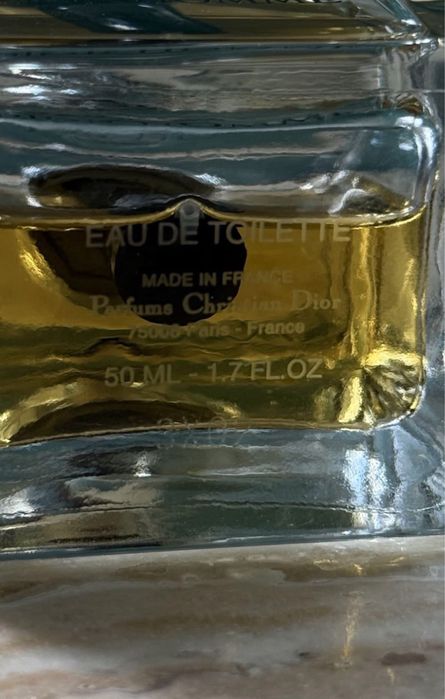 EAU DE TOILETTE
MADE IN FRANCE
Parfums Christian Dior
75008 Paris - France
50 ML - 1.7 FL.OZ